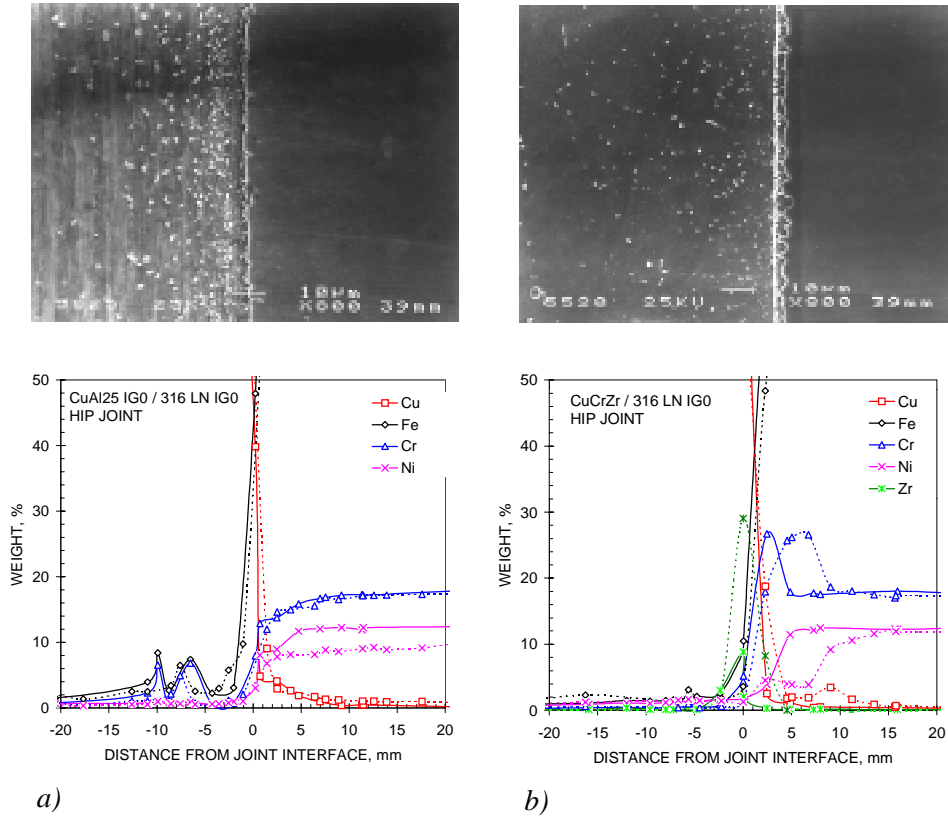 10μm
X000 39mm
6520 25KU 10μm
X000 39mm
50
40
30
20
10
0
WEIGHT, %
CuAl25 IG0 / 316 LN IG0
HIP JOINT
Cu
Fe
Cr
Ni
-20 -15 -10 -5 0 5 10 15 20
DISTANCE FROM JOINT INTERFACE, mm
a)
50
40
30
20
10
0
WEIGHT, %
CuCrZr / 316 LN IG0
HIP JOINT
Cu
Fe
Cr
Ni
Zr
-20 -15 -10 -5 0 5 10 15 20
DISTANCE FROM JOINT INTERFACE, mm
b)